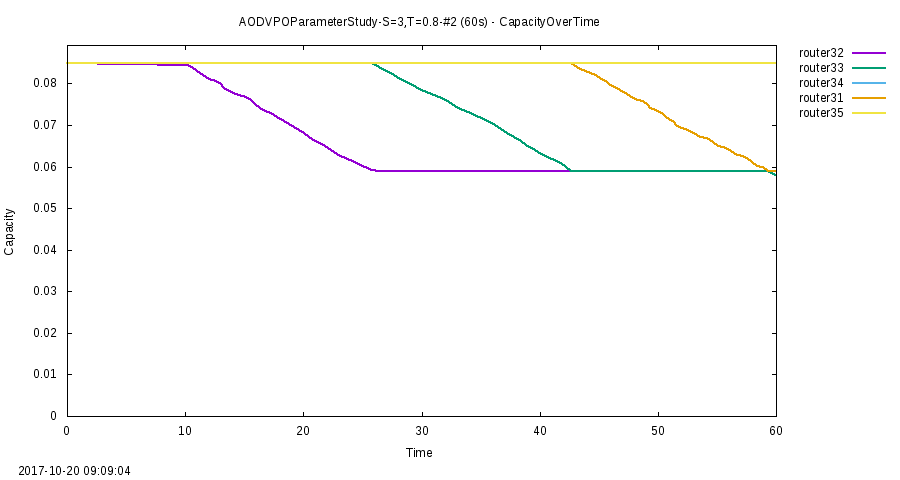 AODVPOParameterStudy-S=3,T=0.8-#2 (60s) - CapacityOverTime
router32
router33
router34
router31
router35
0.08
0.07
0.06
0.05
0.04
0.03
0.02
0.01
0
Capacity
0 10 20 30 40 50 60
Time
2017-10-20 09:09:04